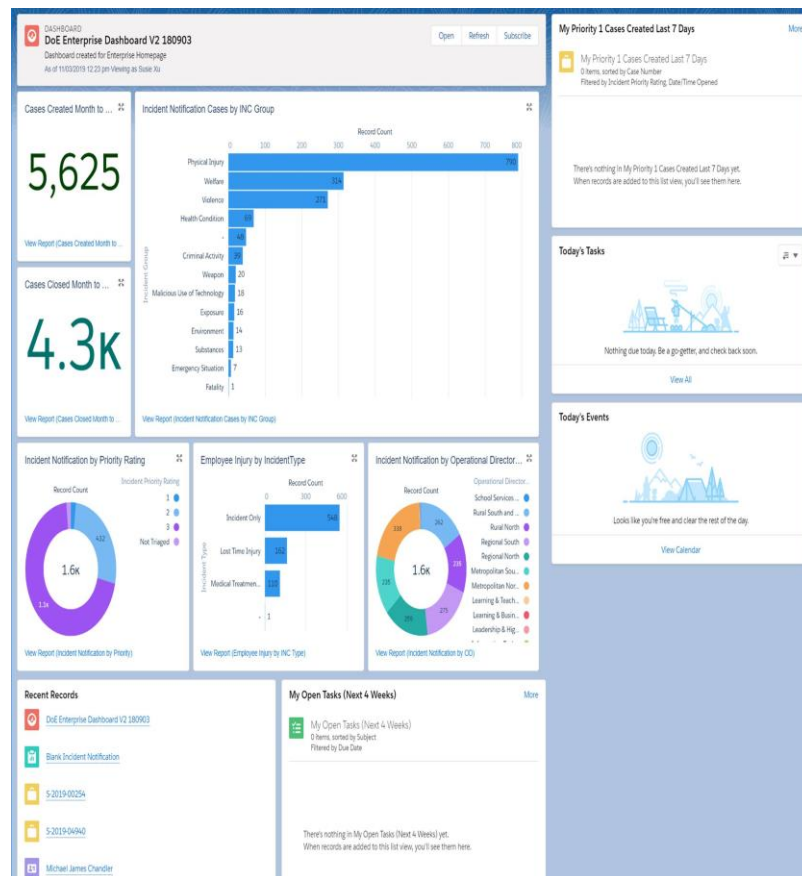 DASHBOARD
DoE Enterprise Dashboard V2 180903
Dashboard created for Enterprise Homepage
As of 11/03/2019 12:23 pm Viewing as Susie Xu
Open Refresh Subscribe
Cases Created Month to ...
5,625
View Report (Cases Created Month to ...
Cases Closed Month to ...
4.3K
View Report (Cases Closed Month to ...
Incident Notification Cases by INC Group
Record Count
0 100 200 300 400 500 600 700 800
Incident Group
Physical Injury 790
Welfare 314
Violence 271
Health Condition 69
- 48
Criminal Activity 39
Weapon 20
Malicious Use of Technology 18
Exposure 16
Environment 14
Substances 13
Emergency Situation 7
Fatality 1
View Report (Incident Notification Cases by INC Group)
Incident Notification by Priority Rating
Record Count
Incident Priority Rating
1
2
3
Not Triaged
432
1.6K
1.1K
View Report (Incident Notification by Priority)
Employee Injury by IncidentType
Record Count
0 300 600
Incident Type
Incident Only 548
Lost Time Injury 162
Medical Treatmen... 110
- 1
View Report (Employee Injury by INC Type)
Incident Notification by Operational Director...
Record Count
Operational Director...
School Services ...
Rural South and ...
Rural North
Regional South
Regional North
Metropolitan Sou...
Metropolitan Nor...
Learning & Teach...
Learning & Busin...
Leadership & Hig...
262
275
338
1.6K
View Report (Incident Notification by OD)
Recent Records
DoE Enterprise Dashboard V2 180903
Blank Incident Notification
S-2019-00254
S-2019-04940
Michael James Chandler
My Open Tasks (Next 4 Weeks)
More
My Open Tasks (Next 4 Weeks)
0 items, sorted by Subject
Filtered by Due Date
There's nothing in My Open Tasks (Next 4 Weeks) yet.
When records are added to this list view, you'll see them here.
My Priority 1 Cases Created Last 7 Days
More
My Priority 1 Cases Created Last 7 Days
0 items, sorted by Case Number
Filtered by Incident Priority Rating, Date/Time Opened
There's nothing in My Priority 1 Cases Created Last 7 Days yet.
When records are added to this list view, you'll see them here.
Today's Tasks
Nothing due today. Be a go-getter, and check back soon.
View All
Today's Events
Looks like you're free and clear the rest of the day.
View Calendar